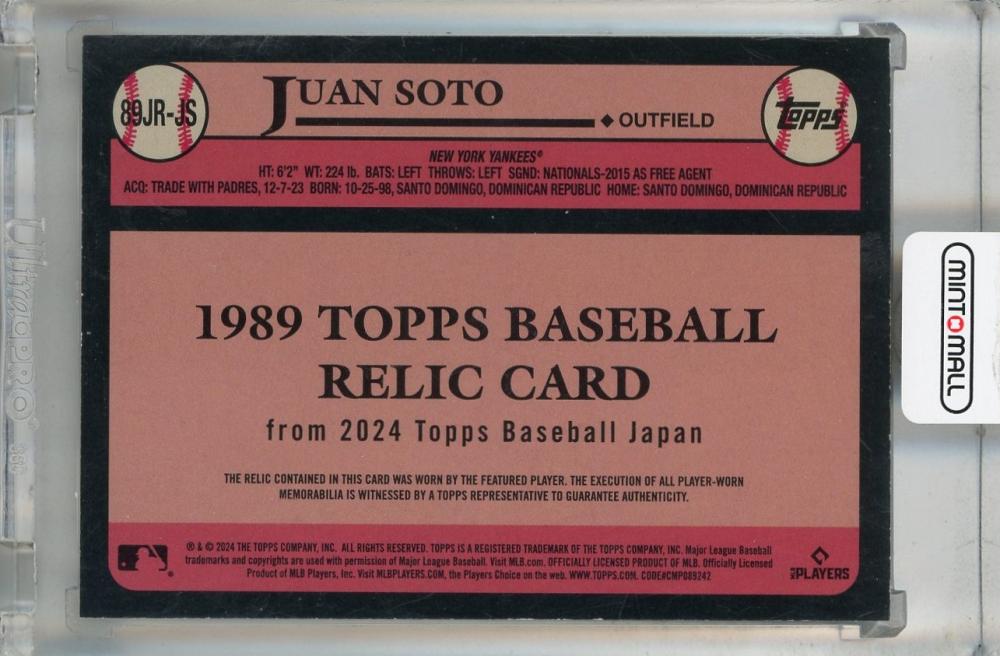 89JR-JS
JUAN SOTO
◆ OUTFIELD
Topps
NEW YORK YANKEES®
HT: 6'2" WT: 224 lb. BATS: LEFT THROWS: LEFT SGND: NATIONALS-2015 AS FREE AGENT
ACQ: TRADE WITH PADRES, 12-7-23 BORN: 10-25-98, SANTO DOMINGO, DOMINICAN REPUBLIC HOME: SANTO DOMINGO, DOMINICAN REPUBLIC
1989 TOPPS BASEBALL
RELIC CARD
from 2024 Topps Baseball Japan
THE RELIC CONTAINED IN THIS CARD WAS WORN BY THE FEATURED PLAYER. THE EXECUTION OF ALL PLAYER-WORN
MEMORABILIA IS WITNESSED BY A TOPPS REPRESENTATIVE TO GUARANTEE AUTHENTICITY.
® & © 2024 THE TOPPS COMPANY, INC. ALL RIGHTS RESERVED. TOPPS IS A REGISTERED TRADEMARK OF THE TOPPS COMPANY, INC. Major League Baseball
trademarks and copyrights are used with permission of Major League Baseball. Visit MLB.com. OFFICIALLY LICENSED PRODUCT OF MLB. Officially Licensed
Product of MLB Players, Inc. Visit MLBPLAYERS.COM, the Players Choice on the web. WWW.TOPPS.COM. CODE#CMP089242
MLBPLAYERS
MINT MALL
Ultra PRO®